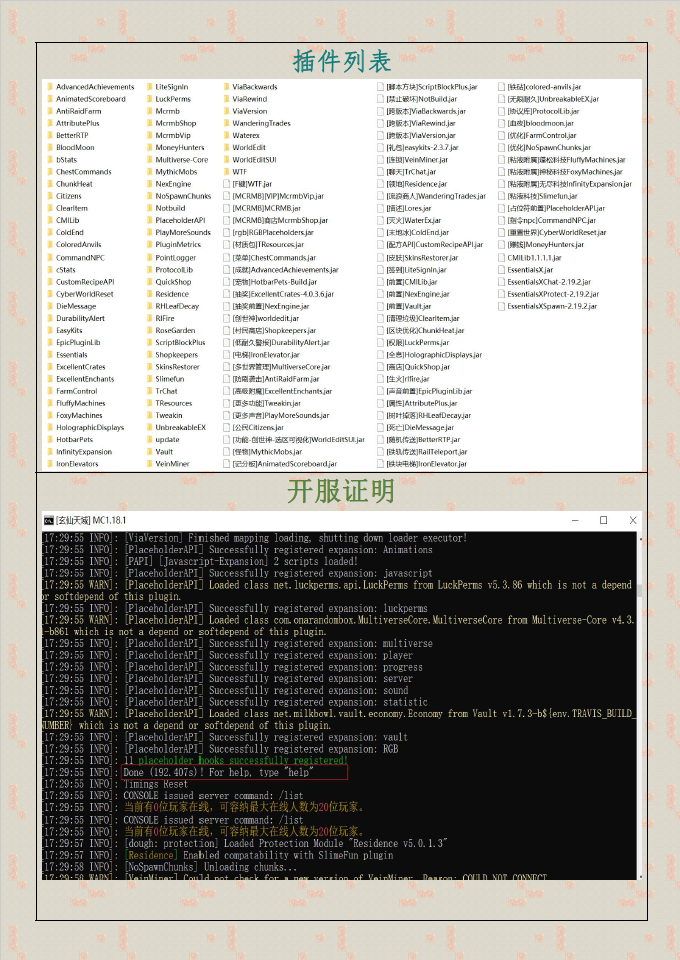 插件列表
AdvancedAchievements
AnimatedScoreboard
AntiRaidFarm
AttributePlus
BetterRTP
BloodMoon
bStats
ChestCommands
ChunkHeat
Citizens
ClearItem
CMILib
ColdEnd
ColoredAnvils
CommandNPC
cStats
CustomRecipeAPI
CyberWorldReset
DieMessage
DurabilityAlert
EasyKits
EpicPluginLib
Essentials
ExcellentCrates
ExcellentEnchants
FarmControl
FluffyMachines
FoxyMachines
HolographicDisplays
HotbarPets
InfinityExpansion
IronElevators
LiteSignIn
LuckPerms
Mcrmb
McrmbShop
McrmbVip
MoneyHunters
Multiverse-Core
MythicMobs
NexEngine
NoSpawnChunks
Notbuild
PlaceholderAPI
PlayMoreSounds
PluginMetrics
PointLogger
ProtocolLib
QuickShop
Residence
RHLeafDecay
RIFire
RoseGarden
ScriptBlockPlus
Shopkeepers
SkinsRestorer
Slimefun
TrChat
TResources
Tweakin
UnbreakableEX
update
Vault
VeinMiner
ViaBackwards
ViaRewind
ViaVersion
WanderingTrades
Waterex
WorldEdit
WorldEditSUI
WTF
[F键]WTF.jar
[MCRMB][VIP]McrmbVip.jar
[MCRMB]MCRMB.jar
[MCRMB]商店McrmbShop.jar
[rgb]RGBPlaceholders.jar
[材质包]TResources.jar
[菜单]ChestCommands.jar
[成就]AdvancedAchievements.jar
[宠物]HotbarPets-Build.jar
[抽奖]ExcellentCrates-4.0.3.6.jar
[抽奖前置]NexEngine.jar
[创世神]worldedit.jar
[村民商店]Shopkeepers.jar
[低耐久警报]DurabilityAlert.jar
[电梯]IronElevator.jar
[多世界管理]MultiverseCore.jar
[防刷袭击]AntiRaidFarm.jar
[高级附魔]ExcellentEnchants.jar
[更多功能]Tweakin.jar
[更多声音]PlayMoreSounds.jar
[公民Citizens.jar
[功能-创世神-选区可视化]WorldEditSUI.jar
[怪物]MythicMobs.jar
[记分板]AnimatedScoreboard.jar
[脚本方块]ScriptBlockPlus.jar
[禁止破坏]NotBuild.jar
[跨版本]ViaBackwards.jar
[跨版本]ViaRewind.jar
[跨版本]ViaVersion.jar
[礼包]easykits-2.3.7.jar
[连锁]VeinMiner.jar
[聊天]TrChat.jar
[领地]Residence.jar
[流浪商人]WanderingTrades.jar
[描述]Lores.jar
[灭火]WaterEx.jar
[末地冰]ColdEnd.jar
[配方API]CustomRecipeAPI.jar
[皮肤]SkinsRestorer.jar
[签到]LiteSignIn.jar
[前置]CMILib.jar
[前置]NexEngine.jar
[前置]Vault.jar
[清理垃圾]ClearItem.jar
[区块优化]ChunkHeat.jar
[权限]LuckPerms.jar
[全息]HolographicDisplays.jar
[商店]QuickShop.jar
[生火]rlfire.jar
[声音前置]EpicPluginLib.jar
[属性]AttributePlus.jar
[树叶掉落]RHLeafDecay.jar
[死亡]DieMessage.jar
[随机传送]BetterRTP.jar
[铁轨传送]RailTeleport.jar
[铁块电梯]IronElevator.jar
[铁砧]colored-anvils.jar
[无限耐久]UnbreakableEX.jar
[协议库]ProtocolLib.jar
[血夜]bloodmoon.jar
[优化]FarmControl.jar
[优化]NoSpawnChunks.jar
[粘液附属]蓬松科技FluffyMachines.jar
[粘液附属]神秘科技FoxyMachines.jar
[粘液附属]无尽科技InfinityExpansion.jar
[粘液科技]Slimefun.jar
[占位符前置]PlaceholderAPI.jar
[指令npc]CommandNPC.jar
[重置世界]CyberWorldReset.jar
[赚钱]MoneyHunters.jar
CMILib1.1.1.1.jar
EssentialsX.jar
EssentialsXChat-2.19.2.jar
EssentialsXProtect-2.19.2.jar
EssentialsXSpawn-2.19.2.jar
开服证明
[玄仙天域] MC1.18.1
[17:29:55 INFO]: [ViaVersion] Finished mapping loading, shutting down loader executor!
[17:29:55 INFO]: [PlaceholderAPI] Successfully registered expansion: Animations
[17:29:55 INFO]: [PAPI] [Javascript-Expansion] 2 scripts loaded!
[17:29:55 INFO]: [PlaceholderAPI] Successfully registered expansion: javascript
[17:29:55 WARN]: [PlaceholderAPI] Loaded class net.luckperms.api.LuckPerms from LuckPerms v5.3.86 which is not a depend
or softdepend of this plugin.
[17:29:55 INFO]: [PlaceholderAPI] Successfully registered expansion: luckperms
[17:29:55 WARN]: [PlaceholderAPI] Loaded class com.onarandombox.MultiverseCore.MultiverseCore from Multiverse-Core v4.3.
1-b861 which is not a depend or softdepend of this plugin.
[17:29:55 INFO]: [PlaceholderAPI] Successfully registered expansion: multiverse
[17:29:55 INFO]: [PlaceholderAPI] Successfully registered expansion: player
[17:29:55 INFO]: [PlaceholderAPI] Successfully registered expansion: progress
[17:29:55 INFO]: [PlaceholderAPI] Successfully registered expansion: server
[17:29:55 INFO]: [PlaceholderAPI] Successfully registered expansion: sound
[17:29:55 INFO]: [PlaceholderAPI] Successfully registered expansion: statistic
[17:29:55 WARN]: [PlaceholderAPI] Loaded class net.milkbowl.vault.economy.Economy from Vault v1.7.3-b${env.TRAVIS_BUILD_
NUMBER} which is not a depend or softdepend of this plugin.
[17:29:55 INFO]: [PlaceholderAPI] Successfully registered expansion: vault
[17:29:55 INFO]: [PlaceholderAPI] Successfully registered expansion: RGB
[17:29:55 INFO]: 11 placeholder hooks successfully registered!
[17:29:55 INFO]: Done (192.407s)! For help, type "help"
[17:29:55 INFO]: Timings Reset
[17:29:55 INFO]: CONSOLE issued server command: /list
[17:29:55 INFO]: 当前有0位玩家在线，可容纳最大在线人数为20位玩家。
[17:29:55 INFO]: CONSOLE issued server command: /list
[17:29:55 INFO]: 当前有0位玩家在线，可容纳最大在线人数为20位玩家。
[17:29:57 INFO]: [dough: protection] Loaded Protection Module "Residence v5.0.1.3"
[17:29:57 INFO]: [Residence] Enabled compatability with SlimeFun plugin
[17:29:58 INFO]: [NoSpawnChunks] Unloading chunks...
[17:29:58 WARN]: [VeinMiner] Could not check for a new version of VeinMiner. Reason: COULD_NOT_CONNECT